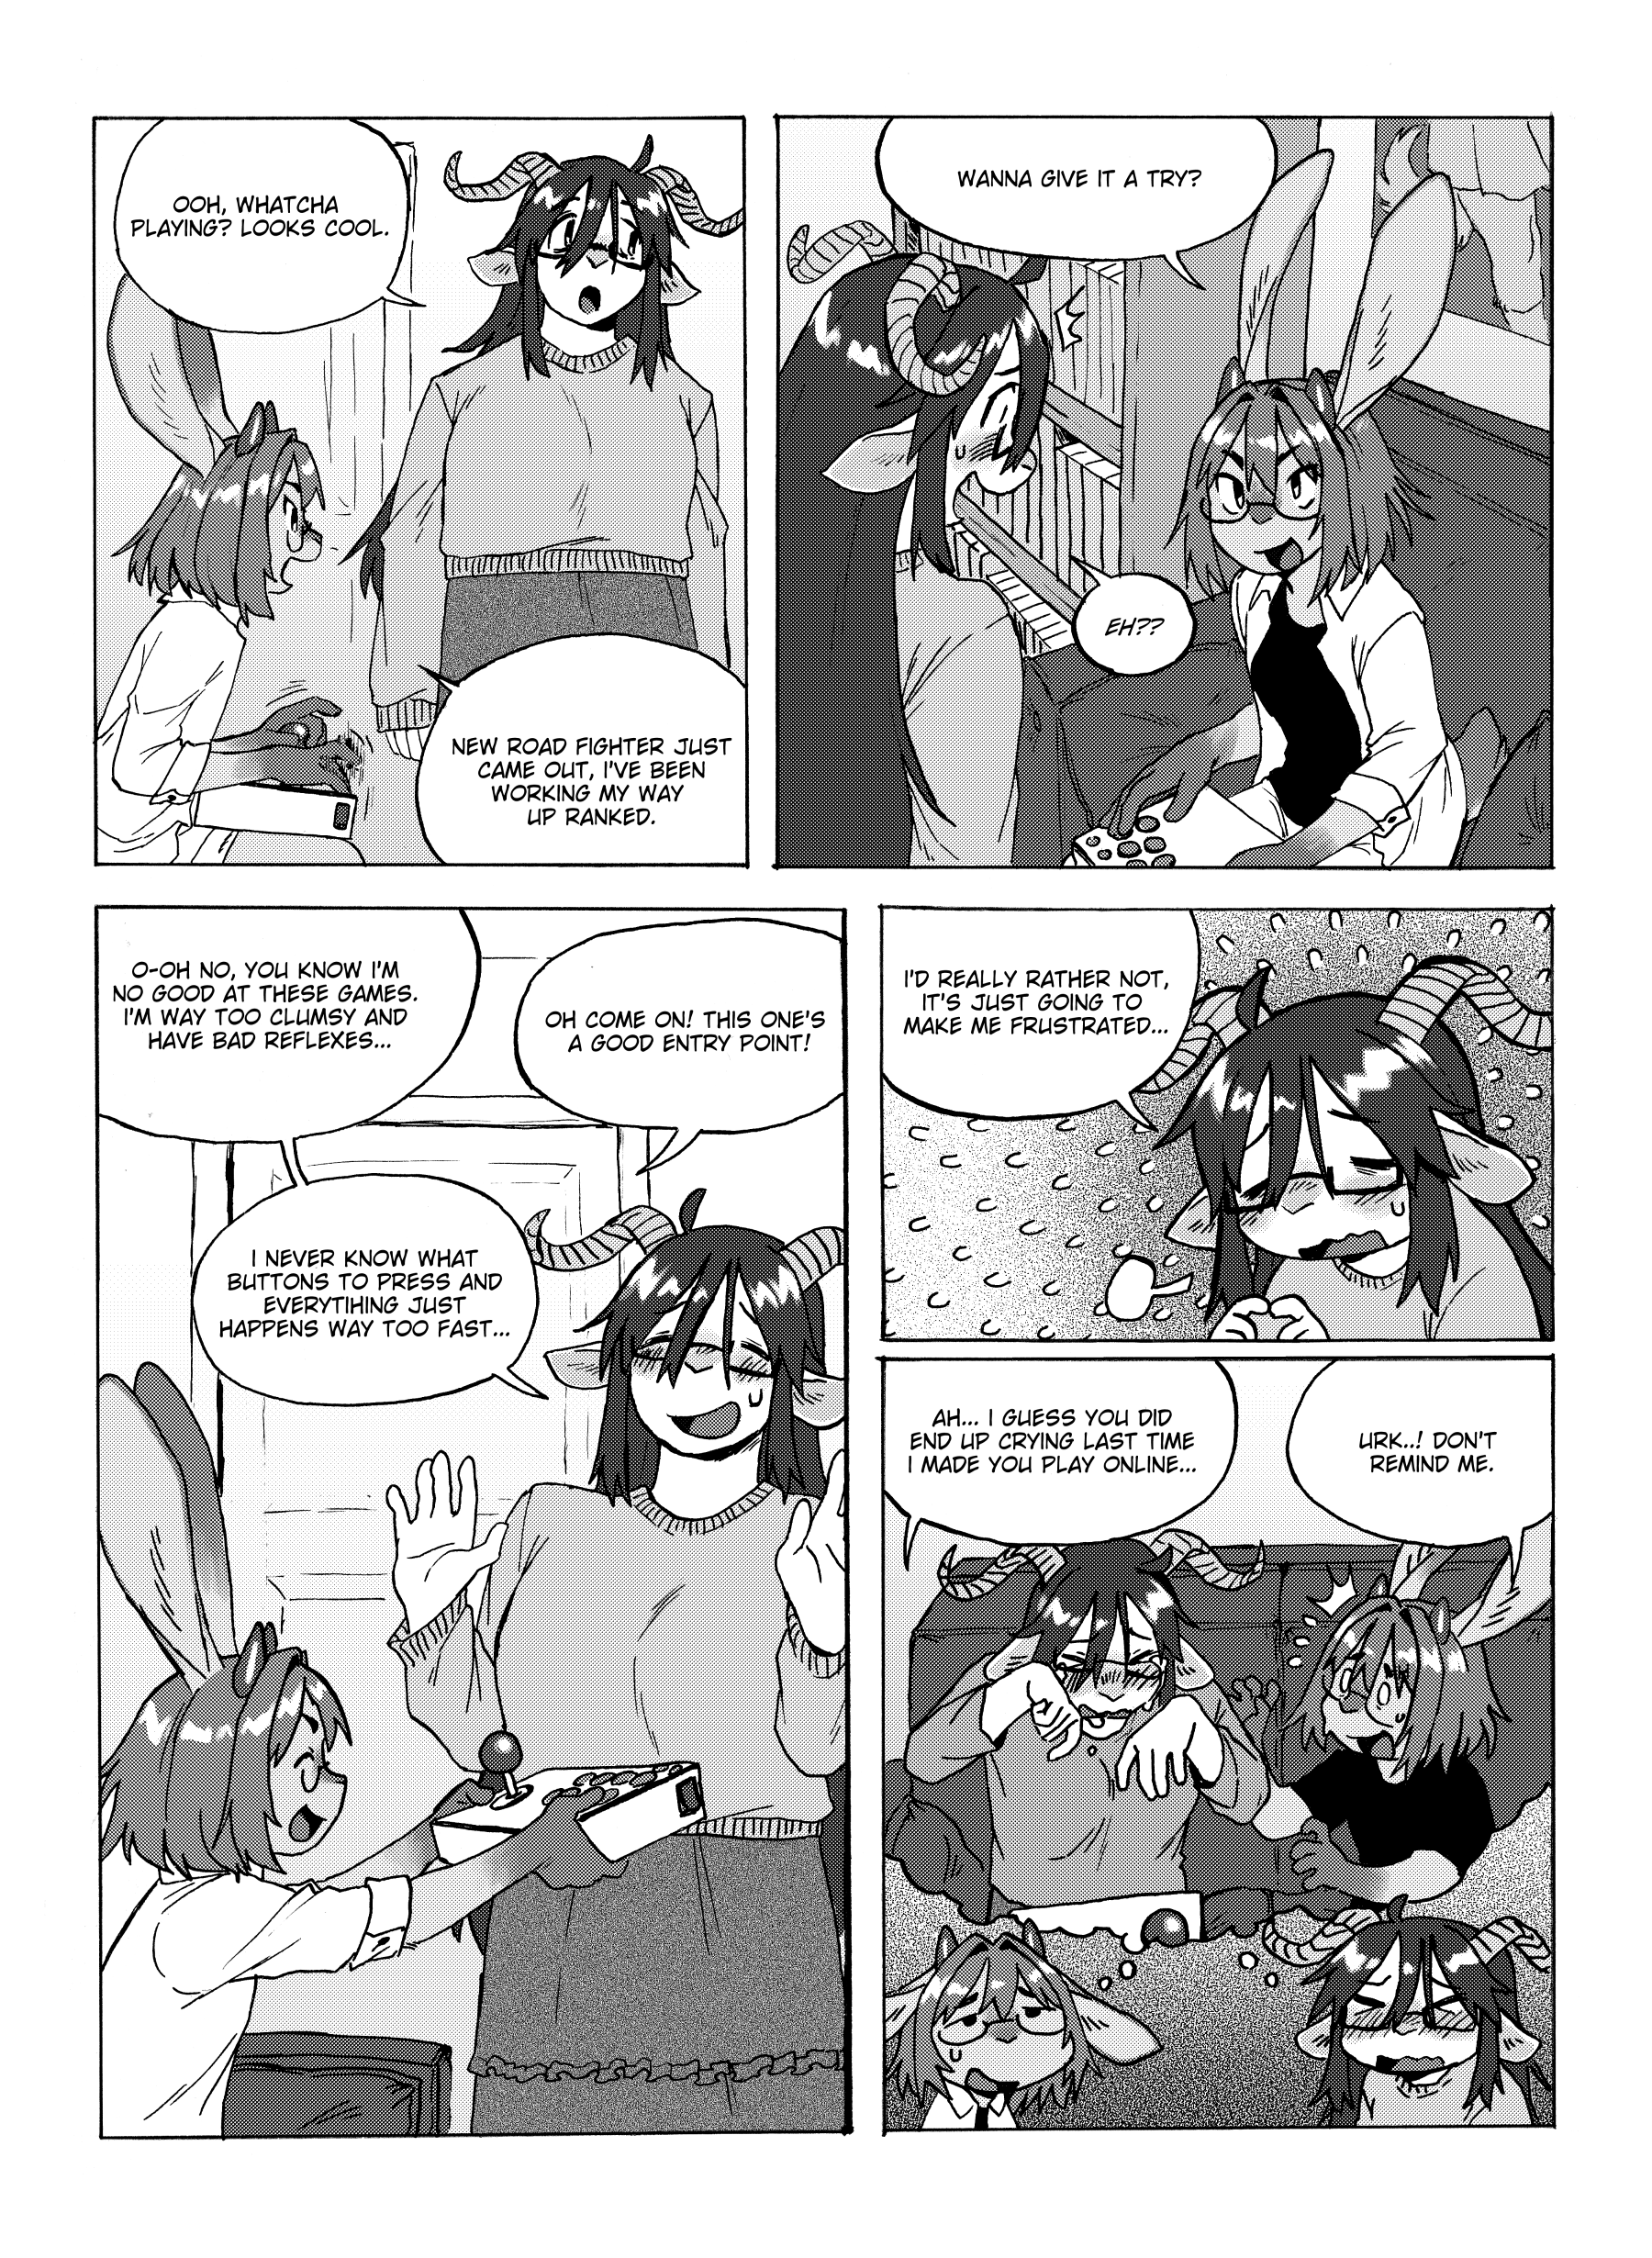 OOH, WHATCHA
PLAYING? LOOKS COOL.
NEW ROAD FIGHTER JUST
CAME OUT, I'VE BEEN
WORKING MY WAY
UP RANKED.
WANNA GIVE IT A TRY?
EH??
O-OH NO, YOU KNOW I'M
NO GOOD AT THESE GAMES.
I'M WAY TOO CLUMSY AND
HAVE BAD REFLEXES...
OH COME ON! THIS ONE'S
A GOOD ENTRY POINT!
I NEVER KNOW WHAT
BUTTONS TO PRESS AND
EVERYTIHING JUST
HAPPENS WAY TOO FAST...
I'D REALLY RATHER NOT,
IT'S JUST GOING TO
MAKE ME FRUSTRATED...
AH... I GUESS YOU DID
END UP CRYING LAST TIME
I MADE YOU PLAY ONLINE...
URK..! DON'T
REMIND ME.